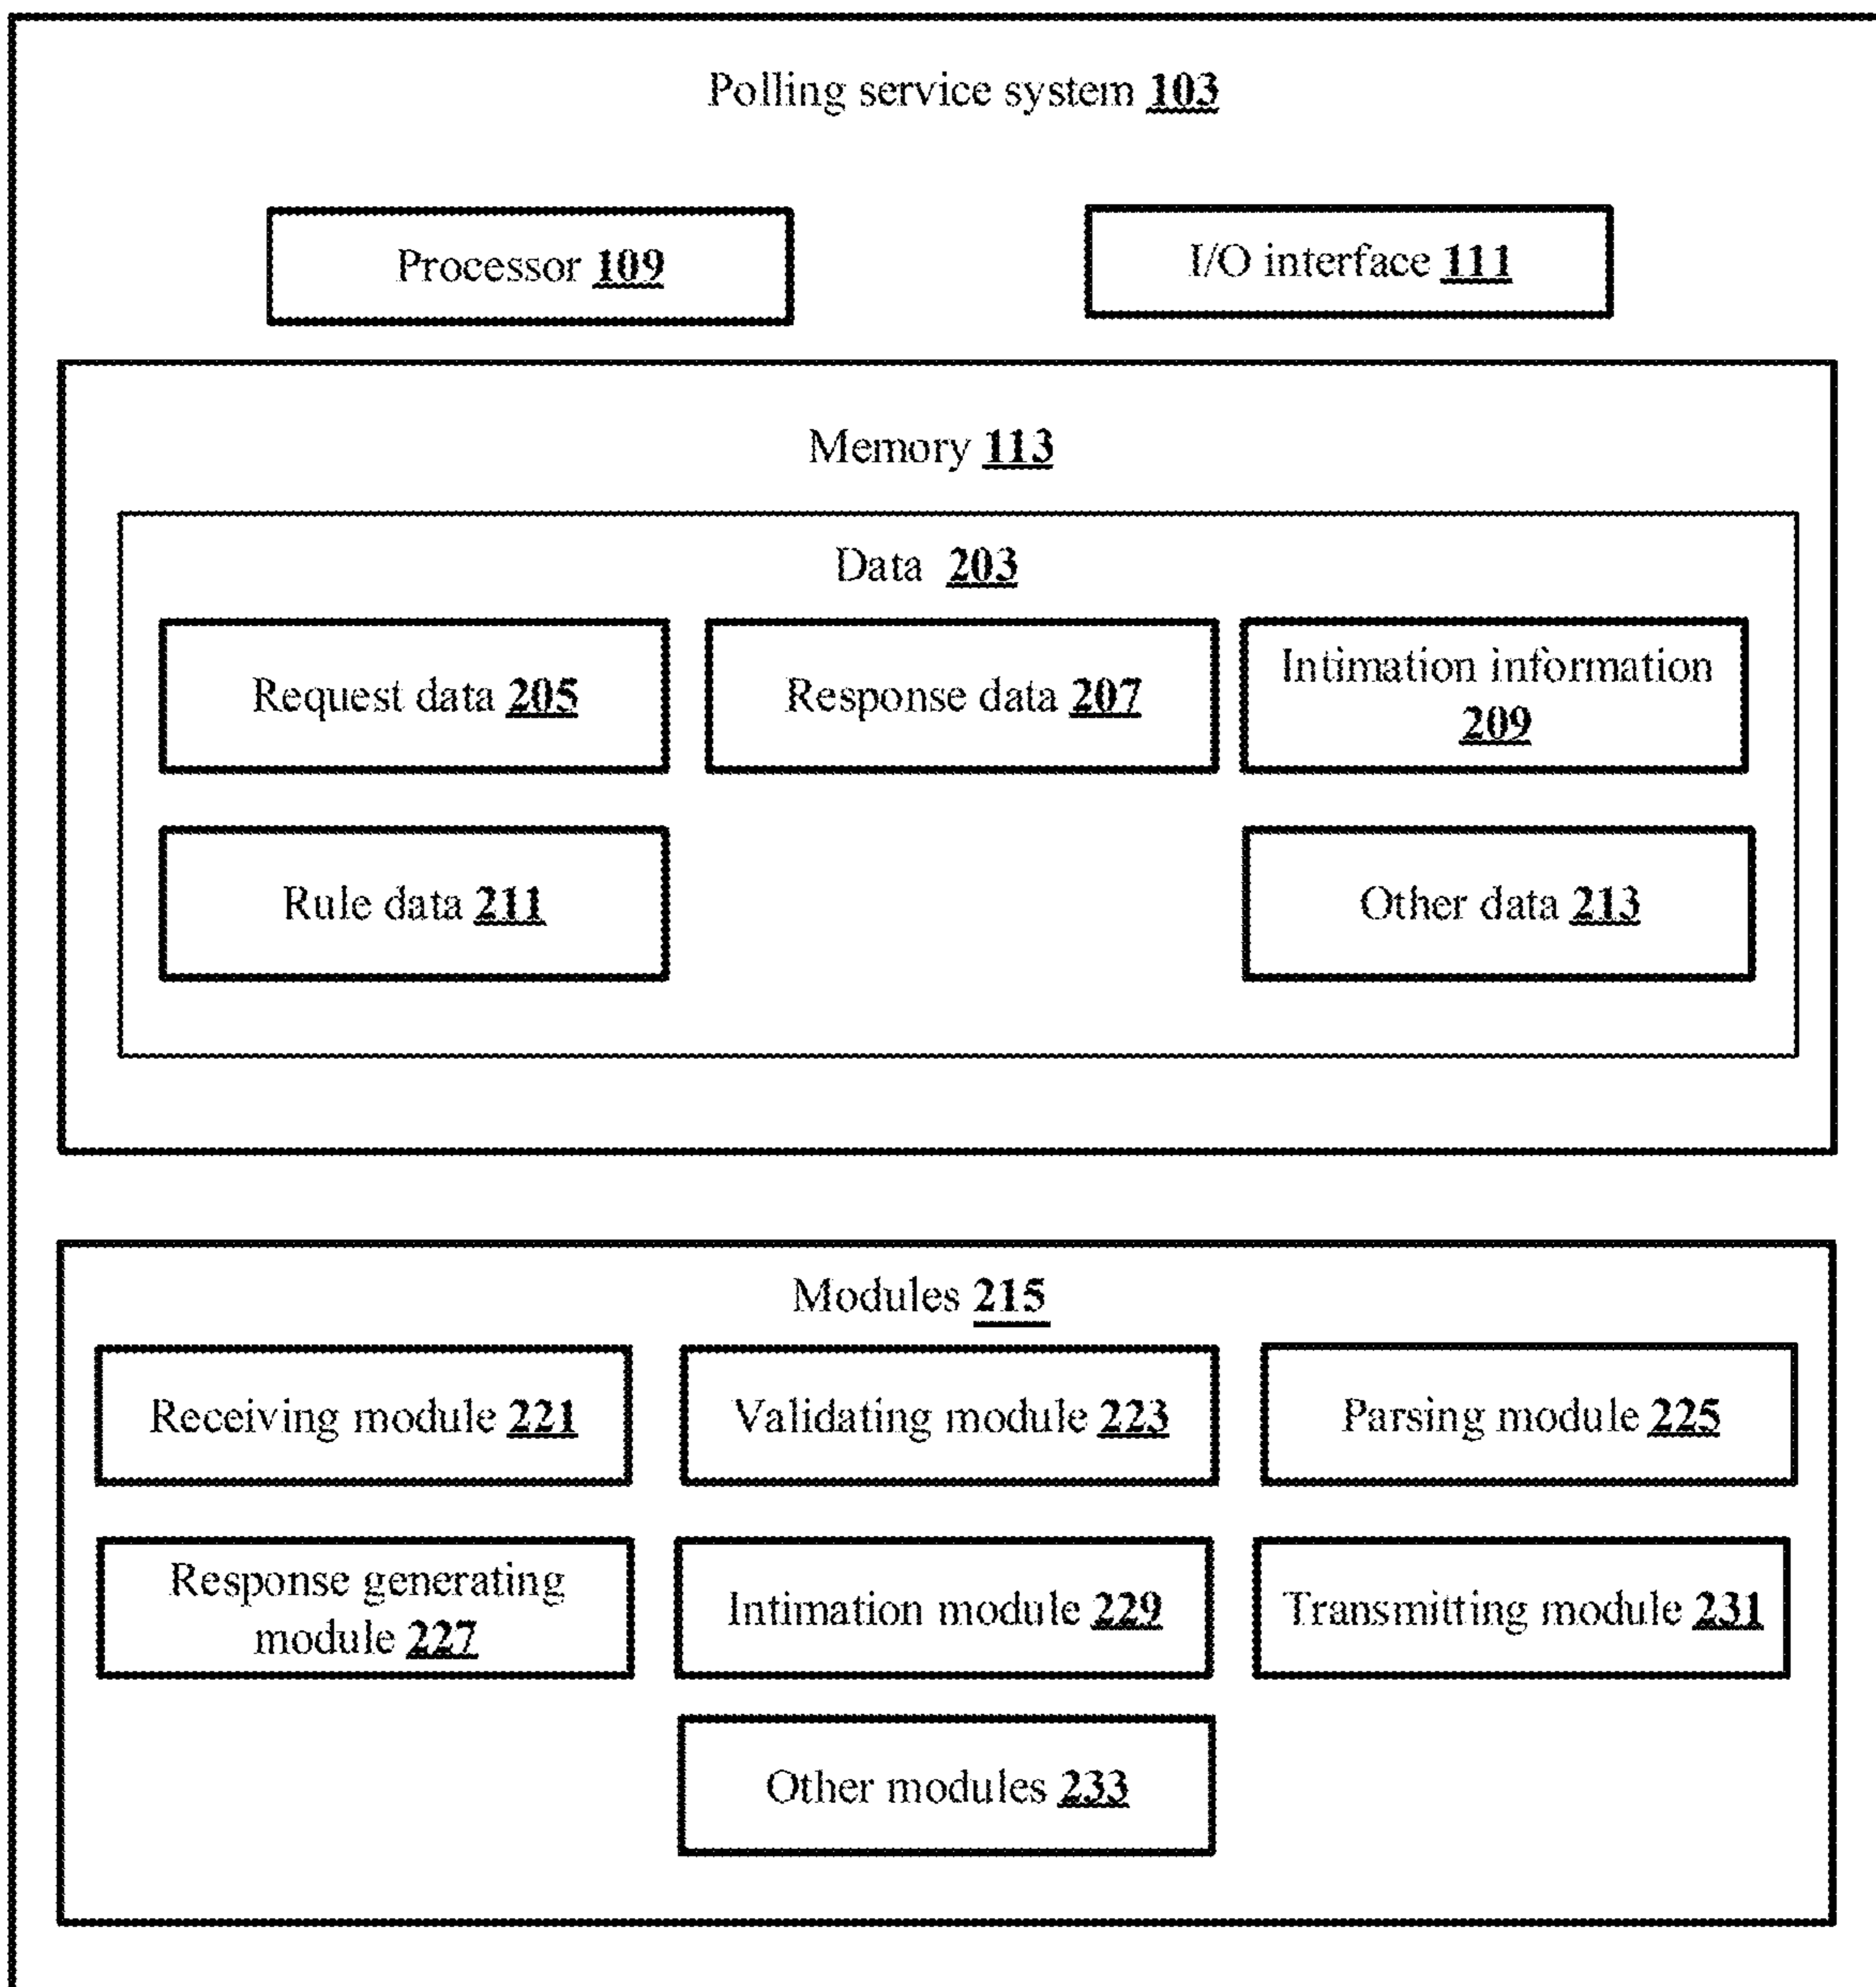 Polling service system 103
Processor 109
I/O interface 111
Memory 113
Data 203
Request data 205
Response data 207
Intimation information
209
Rule data 211
Other data 213
Modules 215
Receiving module 221
Validating module 223
Parsing module 225
Response generating
module 227
Intimation module 229
Transmitting module 231
Other modules 233